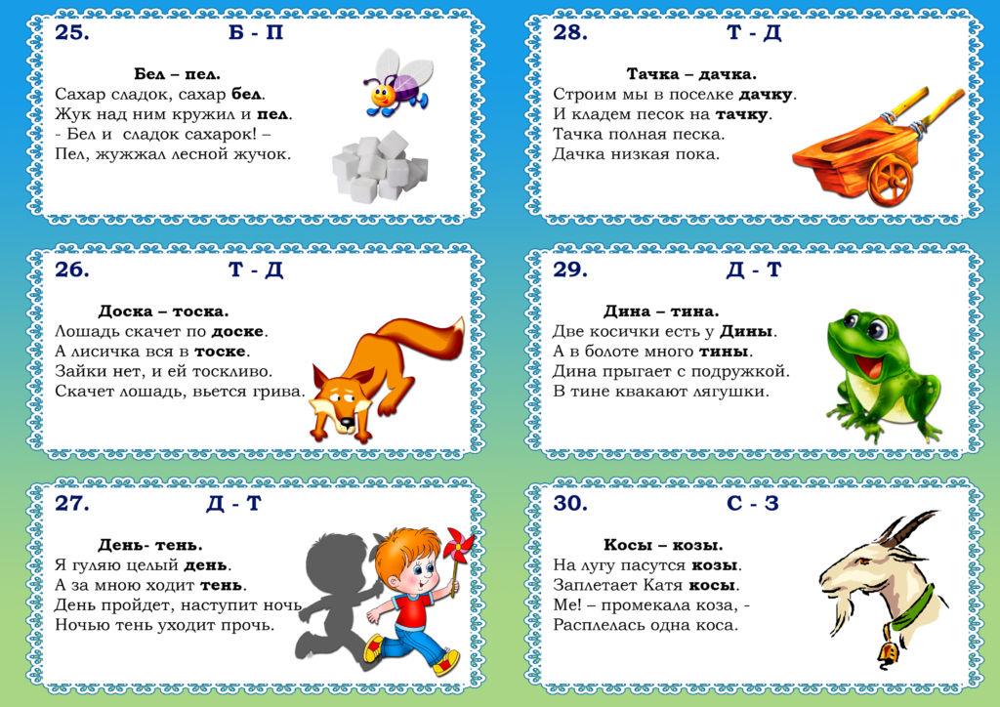 25. Б - П
Бел – пел.
Сахар сладок, сахар бел.
Жук над ним кружил и пел.
- Бел и  сладок сахарок! –
Пел, жужжал лесной жучок.
26. Т - Д
Доска – тоска.
Лошадь скачет по доске.
А лисичка вся в тоске.
Зайки нет, и ей тоскливо.
Скачет лошадь, вьется грива.
27. Д - Т
День- тень.
Я гуляю целый день.
А за мною ходит тень.
День пройдет, наступит ночь
Ночью тень уходит прочь.
28. Т - Д
Тачка – дачка.
Строим мы в поселке дачку.
И кладем песок на тачку.
Тачка полная песка.
Дачка низкая пока.
29. Д - Т
Дина – тина.
Две косички есть у Дины.
А в болоте много тины.
Дина прыгает с подружкой.
В тине квакают лягушки.
30. С - З
Косы – козы.
На лугу пасутся козы.
Заплетает Катя косы.
Ме! – промекала коза, -
Расплелась одна коса.